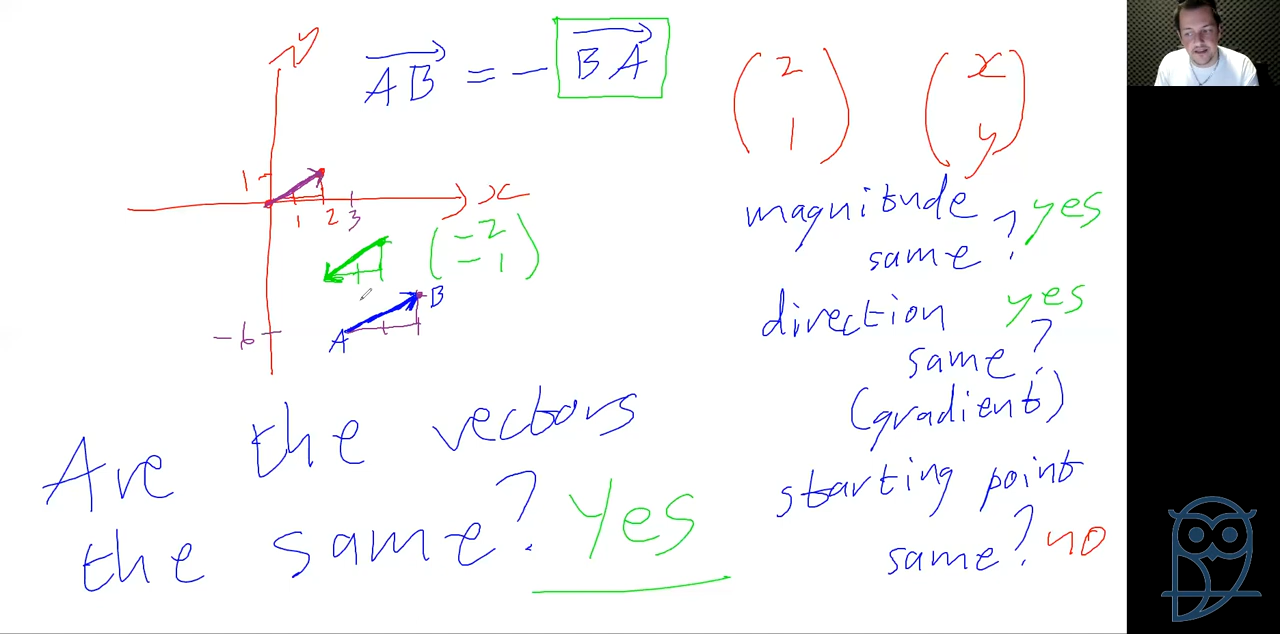 y
AB = - BA
( 2 1 ) ( x y )
1
1 2 3 x
( -2 -1 )
B
A
-6
magnitude same? yes
direction same? yes
(gradient)
starting point same? no
Are the vectors
the same? Yes